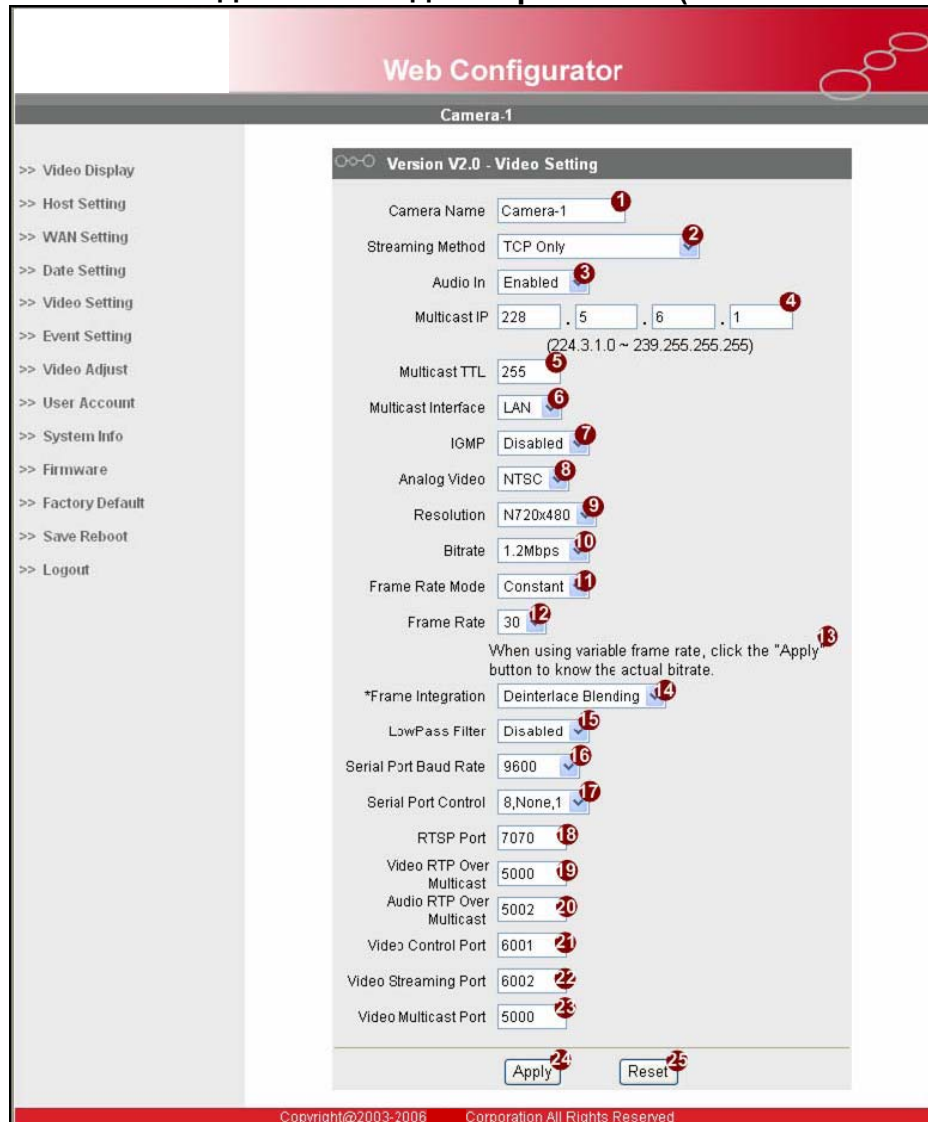 Web Configurator
Camera-1
>> Video Display
>> Host Setting
>> WAN Setting
>> Date Setting
>> Video Setting
>> Event Setting
>> Video Adjust
>> User Account
>> System Info
>> Firmware
>> Factory Default
>> Save Reboot
>> Logout
Version V2.0 - Video Setting
Camera Name Camera-1 1
Streaming Method TCP Only 2
Audio In Enabled 3
Multicast IP 228 . 5 . 6 . 1 4
(224.3.1.0 ~ 239.255.255.255)
Multicast TTL 255 5
Multicast Interface LAN 6
IGMP Disabled 7
Analog Video NTSC 8
Resolution N720x480 9
Bitrate 1.2Mbps 10
Frame Rate Mode Constant 11
Frame Rate 30 12
When using variable frame rate, click the "Apply" 13
button to know the actual bitrate.
*Frame Integration Deinterlace Blending 14
LowPass Filter Disabled 15
Serial Port Baud Rate 9600 16
Serial Port Control 8,None,1 17
RTSP Port 7070 18
Video RTP Over
Multicast 5000 19
Audio RTP Over
Multicast 5002 20
Video Control Port 6001 21
Video Streaming Port 6002 22
Video Multicast Port 5000 23
Apply 24 Reset 25
Copyright@2003-2006 Corporation All Rights Reserved